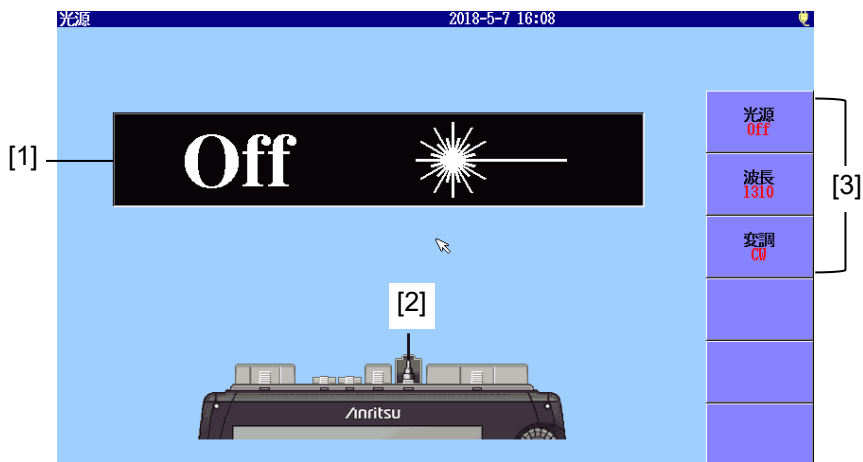 光源
2018-5-7 16:08
[1]
Off
光源
Off
波長
1310
[3]
変調
CW
[2]
Anritsu